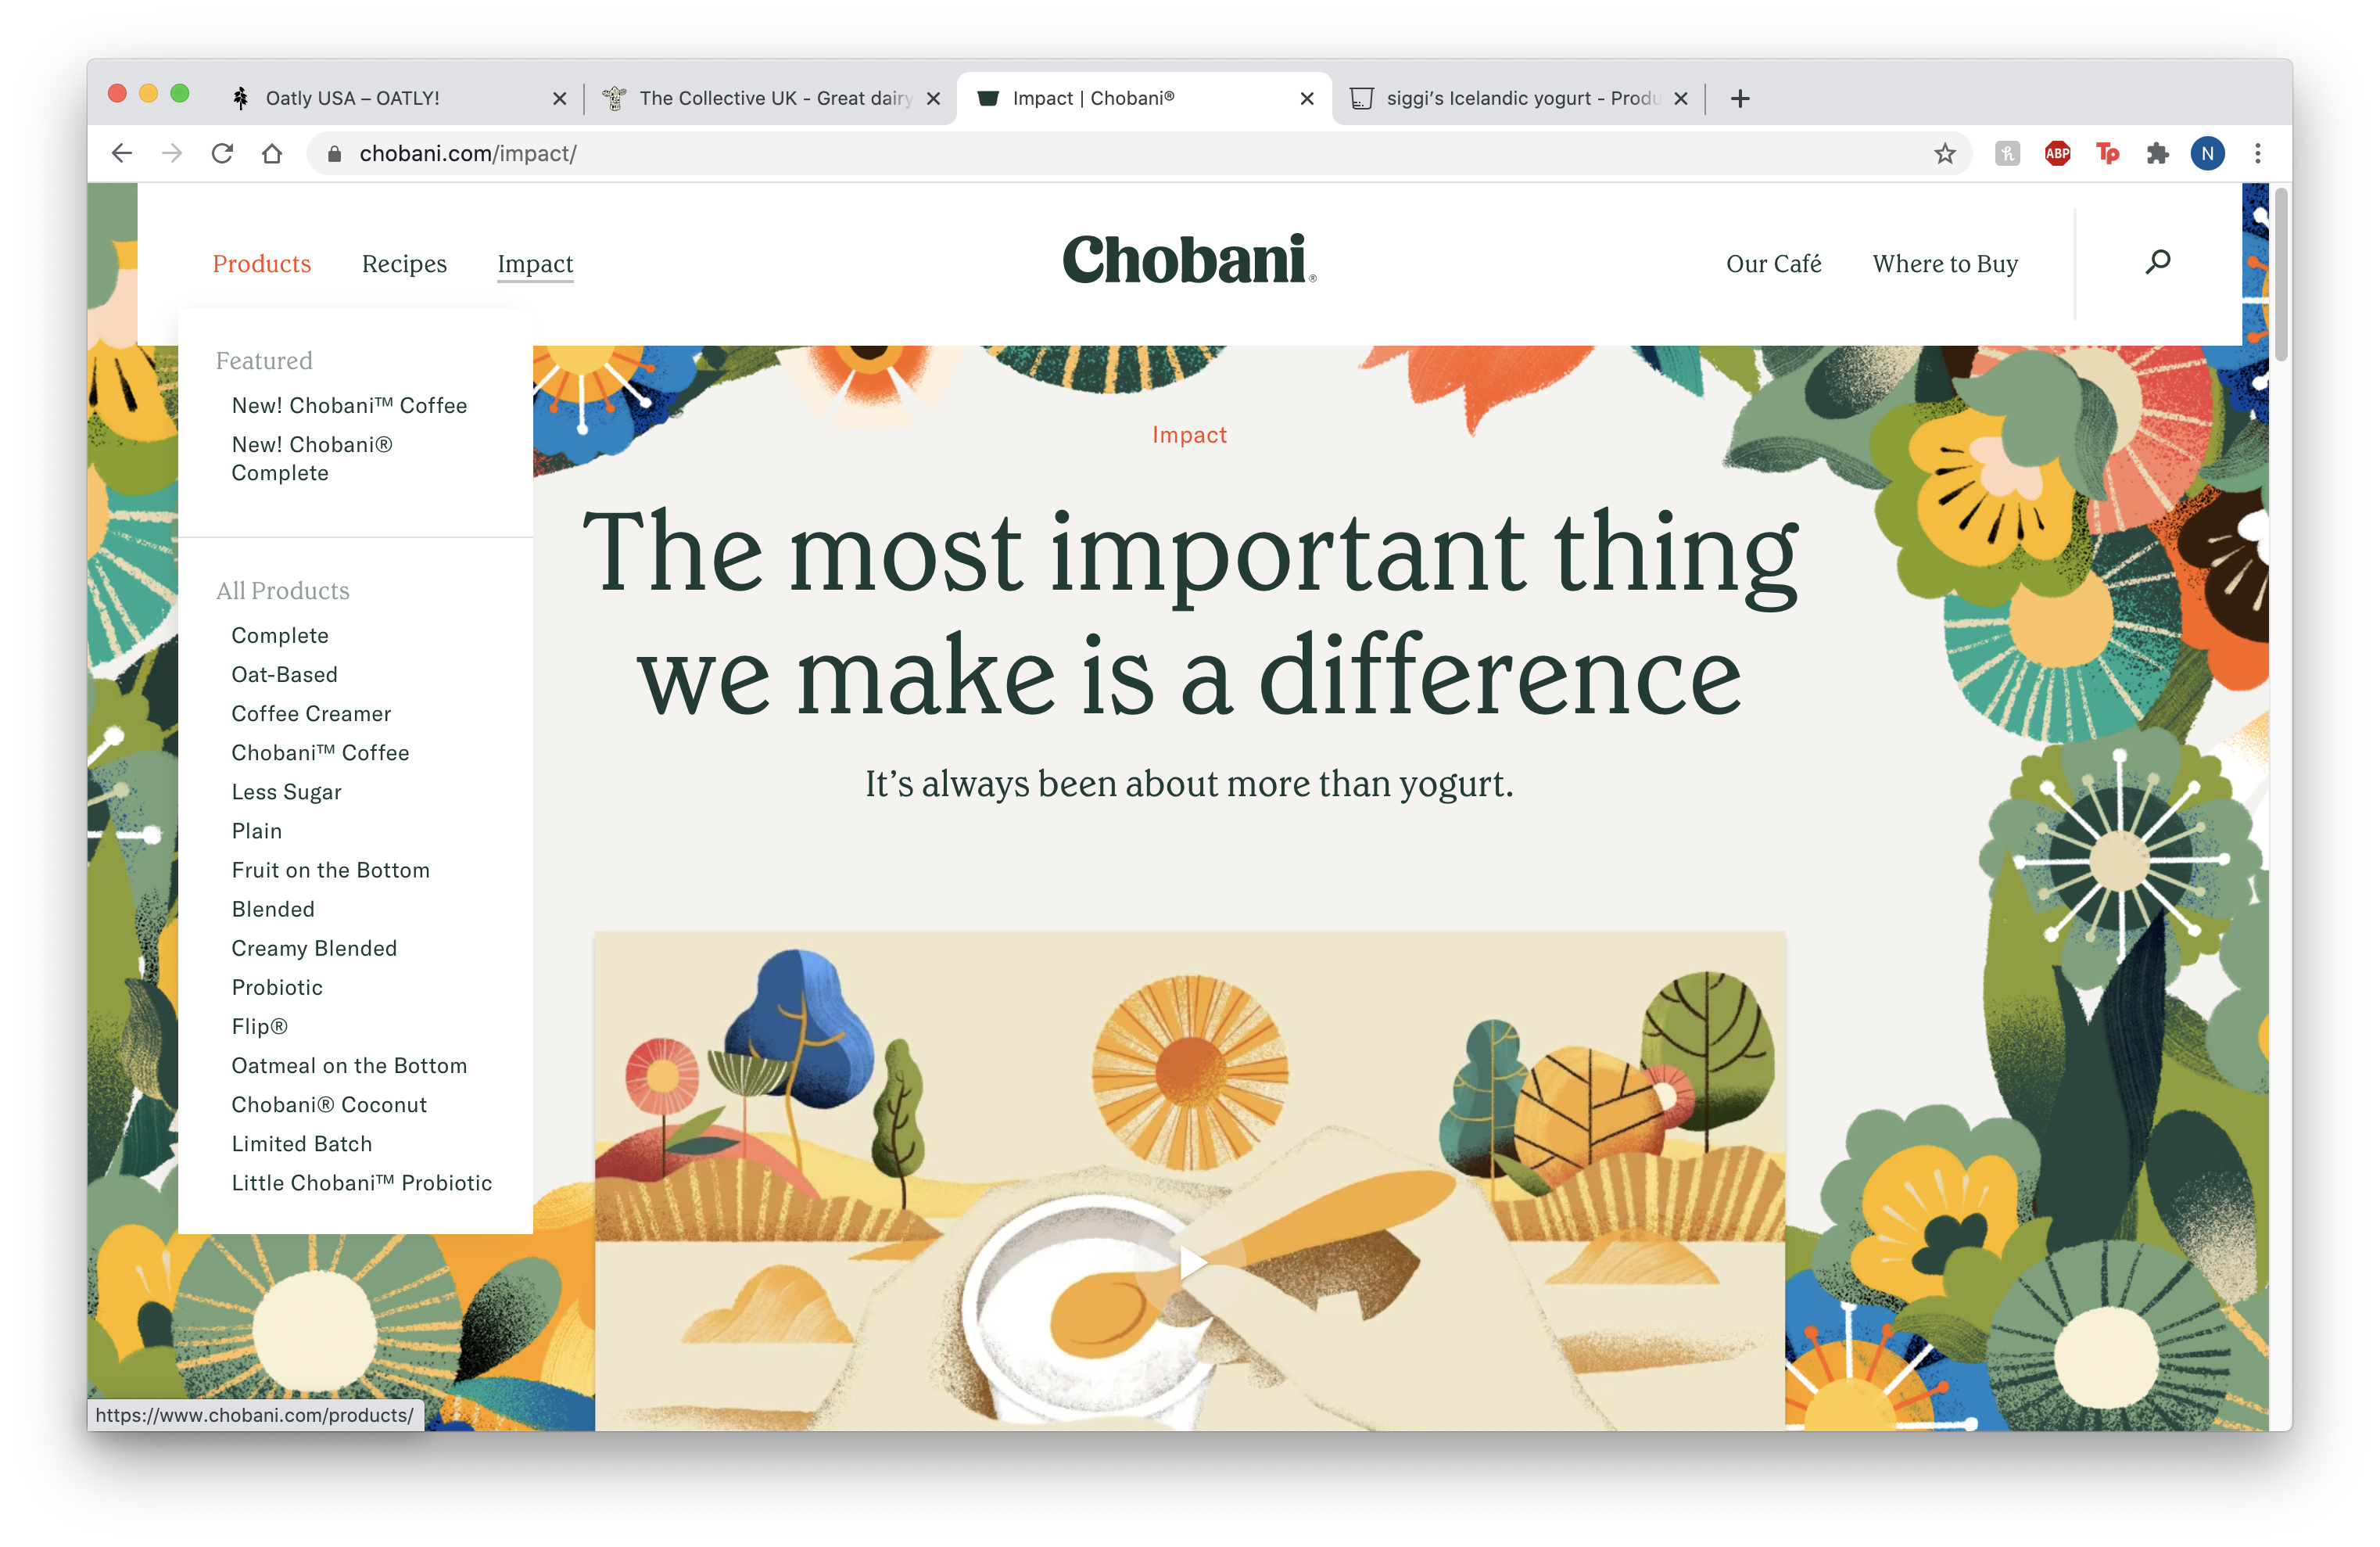 Oatly USA – OATLY!
The Collective UK - Great dairy
Impact | Chobani®
siggi's Icelandic yogurt - Produ
chobani.com/impact/
ABP
Tp
N
Products
Recipes
Impact
Chobani®
Our Café
Where to Buy
Featured
New! Chobani™ Coffee
New! Chobani®
Complete
All Products
Complete
Oat-Based
Coffee Creamer
Chobani™ Coffee
Less Sugar
Plain
Fruit on the Bottom
Blended
Creamy Blended
Probiotic
Flip®
Oatmeal on the Bottom
Chobani® Coconut
Limited Batch
Little Chobani™ Probiotic
Impact
The most important thing
we make is a difference
It’s always been about more than yogurt.
https://www.chobani.com/products/